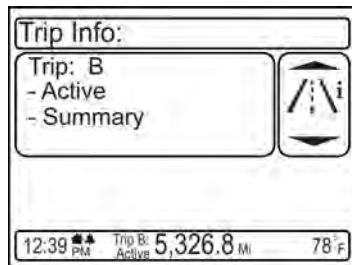 Trip Info:
Trip: B
- Active
- Summary
i
12:39 PM Trip B: Active 5,326.8 Mi 78°F